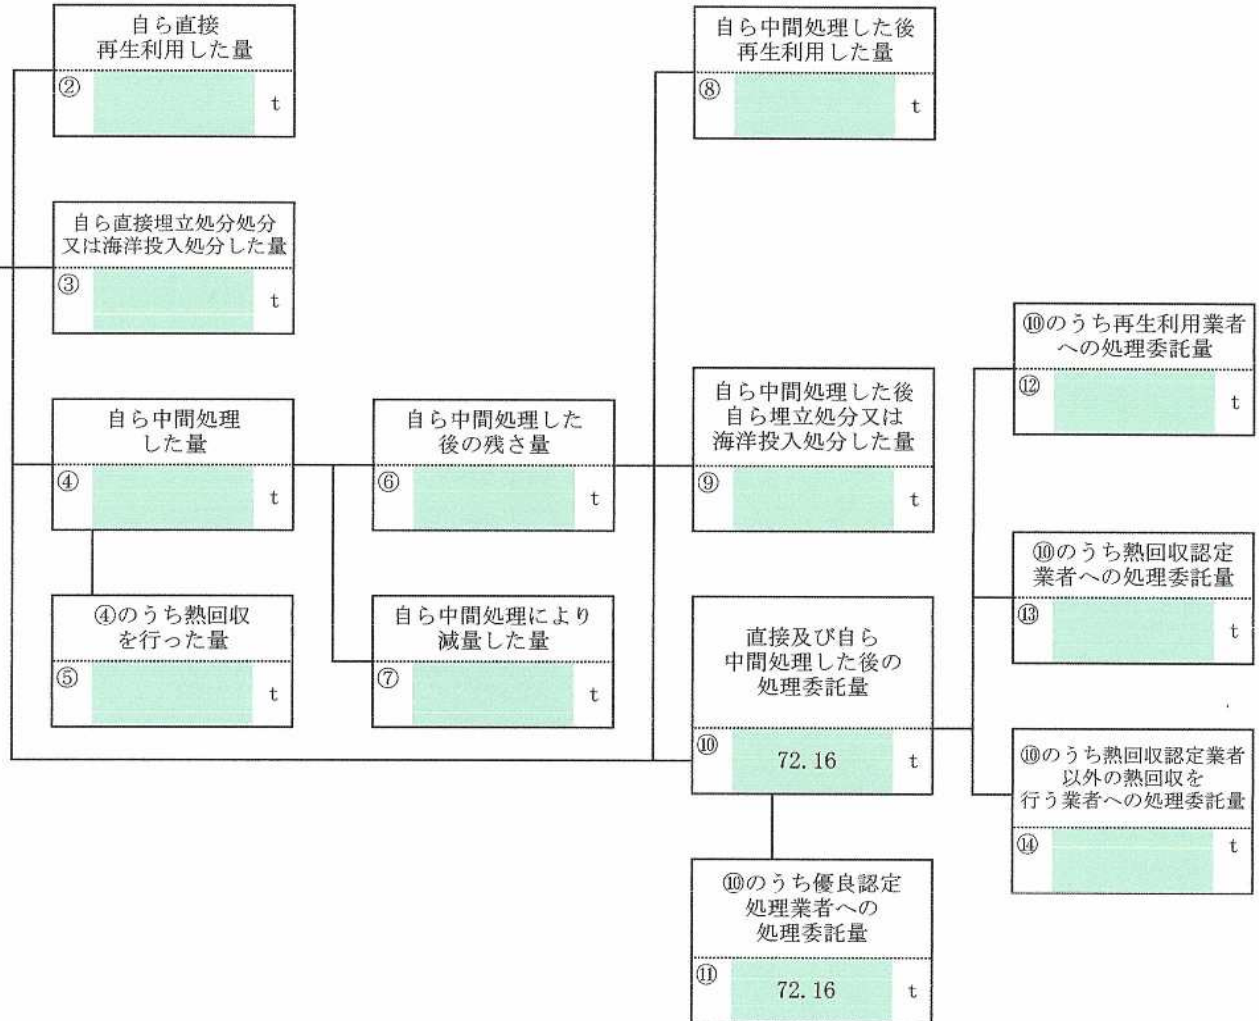 自ら直接
再生利用した量
②
t
自ら直接埋立処分処分
又は海洋投入処分した量
③
t
自ら中間処理
した量
④
t
④のうち熱回収
を行った量
⑤
t
自ら中間処理した
後の残さ量
⑥
t
自ら中間処理により
減量した量
⑦
t
自ら中間処理した後
再生利用した量
⑧
t
自ら中間処理した後
自ら埋立処分又は
海洋投入処分した量
⑨
t
直接及び自ら
中間処理した後の
処理委託量
⑩ 72.16 t
⑩のうち優良認定
処理業者への
処理委託量
⑪ 72.16 t
⑩のうち再生利用業者
への処理委託量
⑫
t
⑩のうち熱回収認定
業者への処理委託量
⑬
t
⑩のうち熱回収認定業者
以外の熱回収を
行う業者への処理委託量
⑭
t